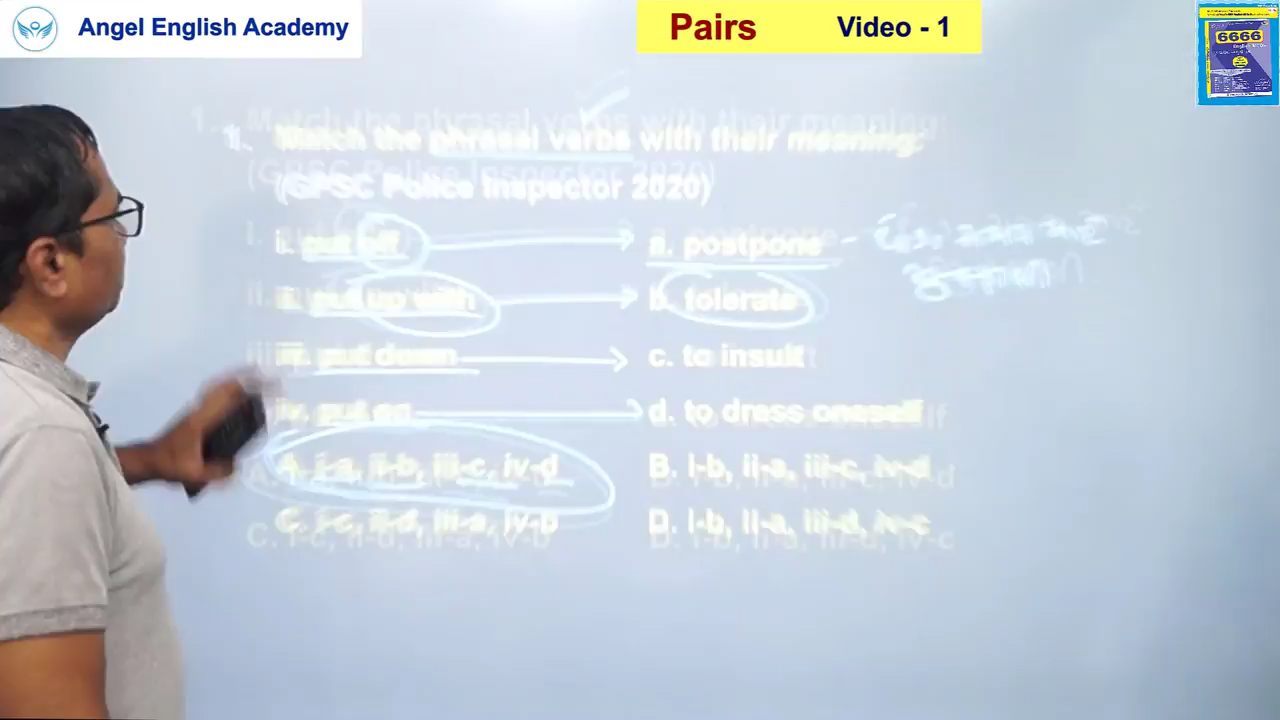 Angel English Academy
Pairs Video - 1
6666
1. Match the phrasal verbs with their meaning.
(GPSC Police Inspector 2020)
i. put off a. postpone -
ii. put up with b. tolerate
iii. put down c. to insult
iv. put on d. to dress oneself
A. i-a, ii-b, iii-c, iv-d B. i-b, ii-a, iii-c, iv-d
C. i-c, ii-d, iii-a, iv-b D. i-b, ii-a, iii-d, iv-c